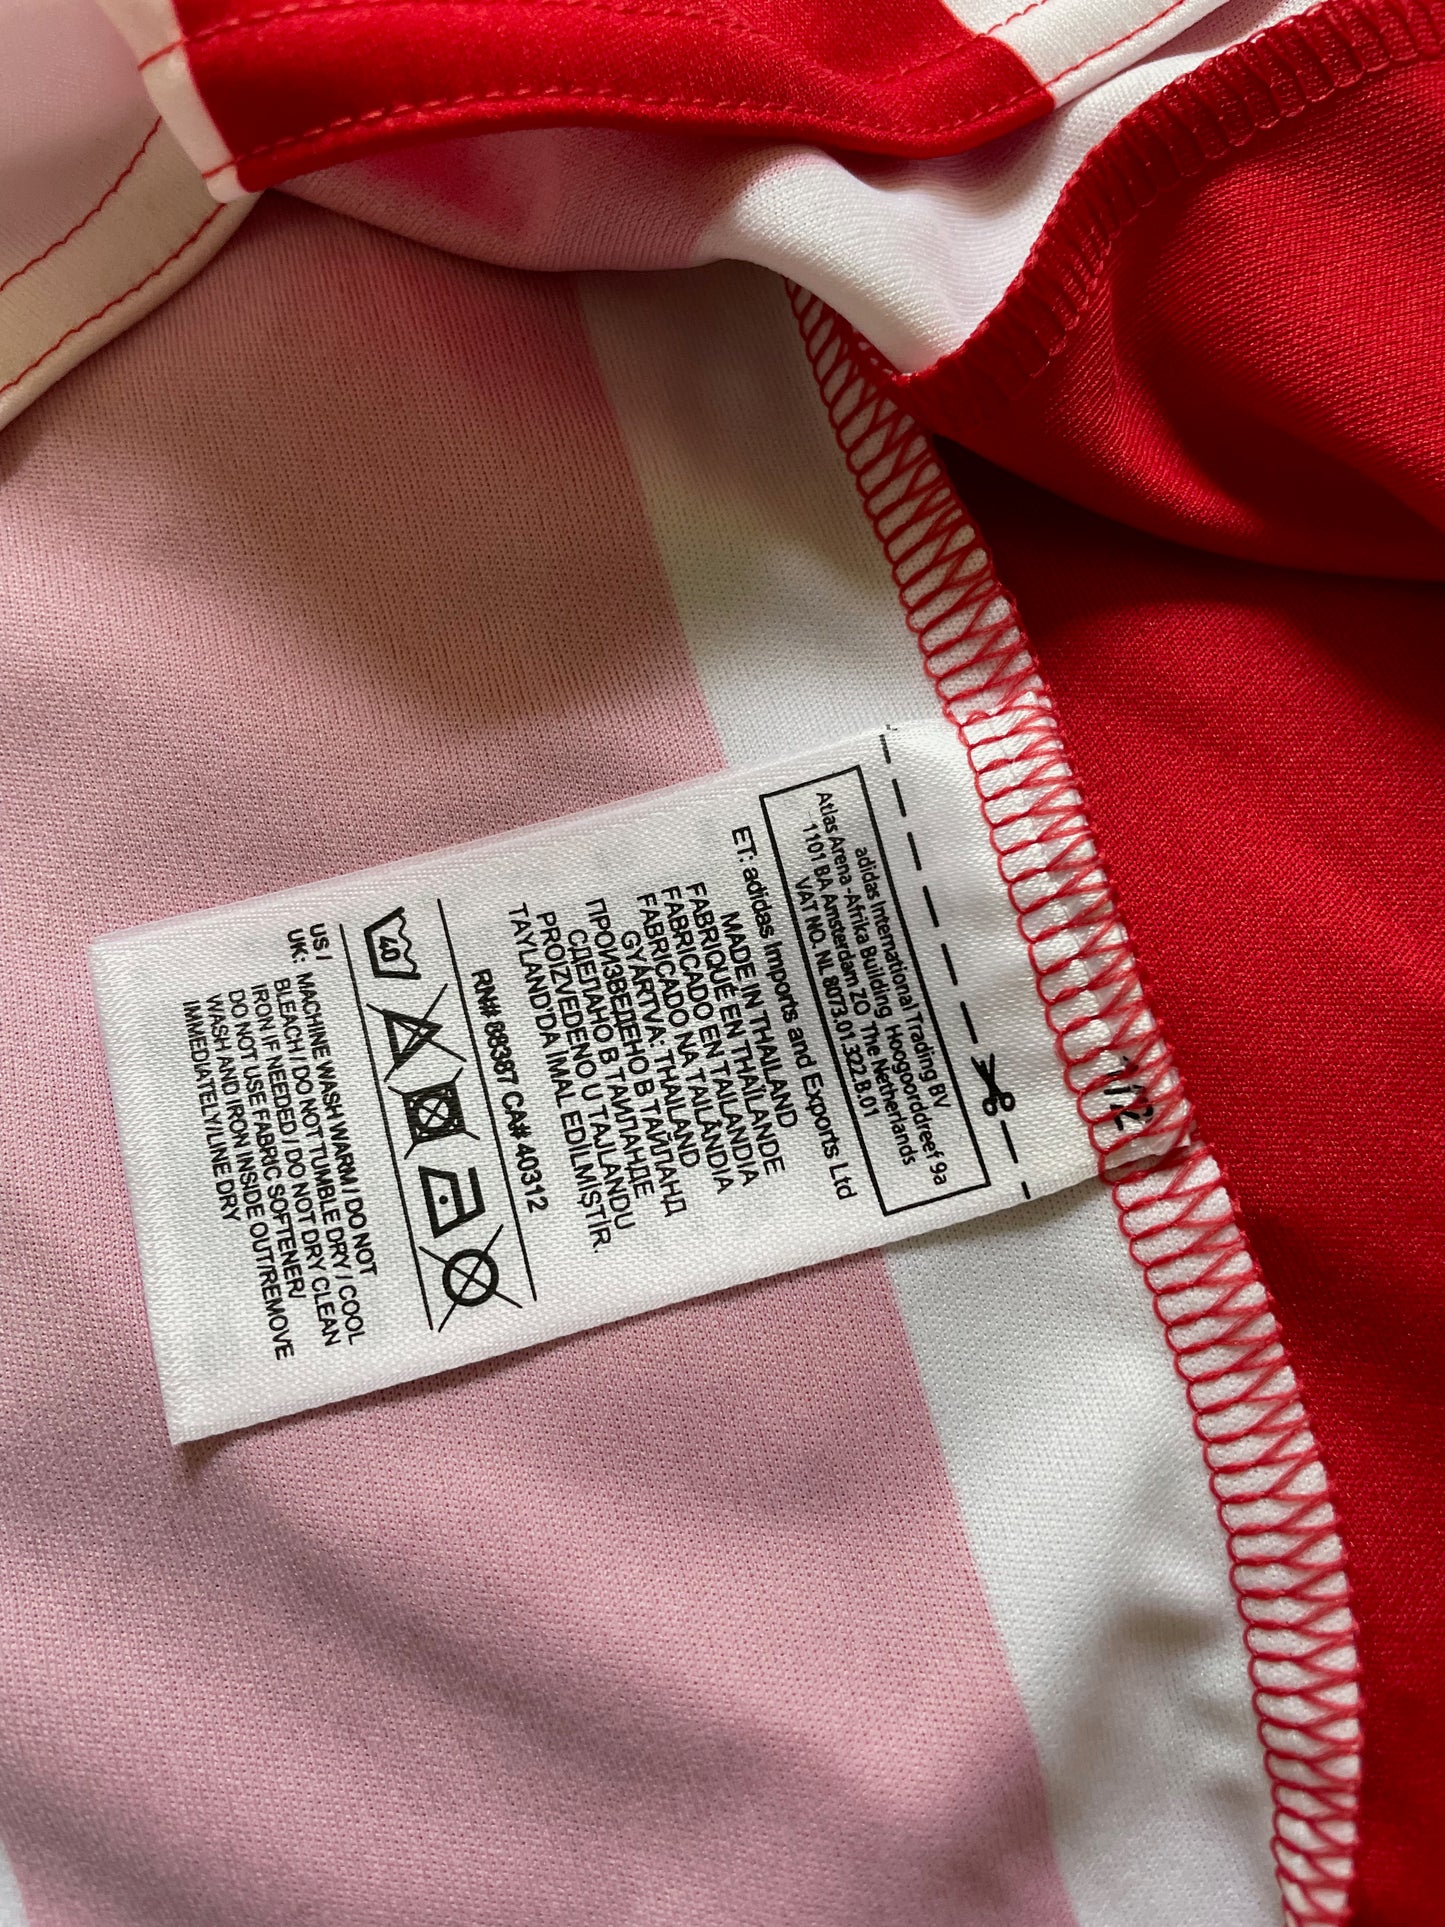 1/2
adidas International Trading BV
Atlas Arena -Afrika Building Hoogoorddreef 9a
1101 BA Amsterdam ZO The Netherlands
VAT NO. NL 8073.01.322.B.01
ET: adidas Imports and Exports Ltd
MADE IN THAILAND
FABRIQUÉ EN THAÏLANDE
FABRICADO EN TAILANDIA
FABRICADO NA TAILÂNDIA
GYÁRTVA: THAILAND
ПРОИЗВЕДЕНО В ТАЙЛАНД
СДЕЛАНО В ТАИЛАНДЕ
PROIZVEDENO U TAJLANDU
TAYLAND'DA İMAL EDİLMİŞTİR.
RN# 88387 CA# 40312
40
US /
UK: MACHINE WASH WARM / DO NOT
BLEACH / DO NOT TUMBLE DRY / COOL
IRON IF NEEDED / DO NOT DRY CLEAN
DO NOT USE FABRIC SOFTENER/
WASH AND IRON INSIDE OUT/REMOVE
IMMEDIATELY/LINE DRY